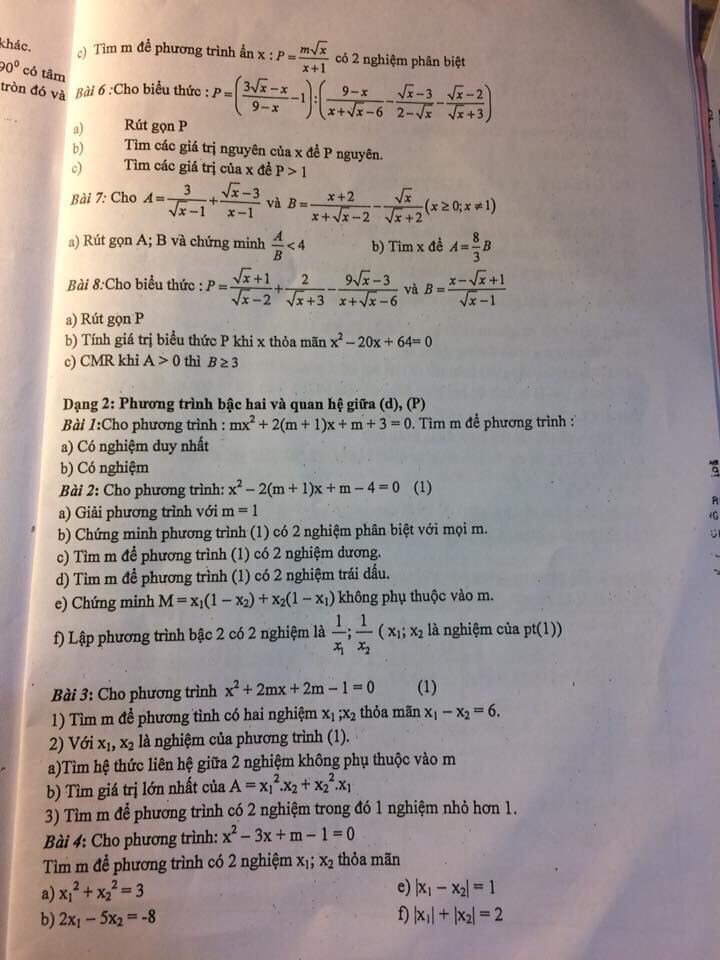 khác.
90⁰ có tâm
tròn đó và
c) Tìm m để phương trình ẩn x : P = m√x / (x+1) có 2 nghiệm phân biệt
Bài 6 :Cho biểu thức : P = ((3√x − x)/(9 − x) − 1) : ((9 − x)/(x + √x − 6) − (√x − 3)/(2 − √x) − (√x − 2)/(√x + 3))
a) Rút gọn P
b) Tìm các giá trị nguyên của x để P nguyên.
c) Tìm các giá trị của x để P > 1
Bài 7: Cho A = 3/(√x − 1) + (√x − 3)/(x − 1) và B = (x + 2)/(x + √x − 2) − √x/(√x + 2) (x ≥ 0; x ≠ 1)
a) Rút gọn A; B và chứng minh A/B < 4 b) Tìm x để A = 8/3 B
Bài 8:Cho biểu thức : P = (√x + 1)/(√x − 2) + 2/(√x + 3) − (9√x − 3)/(x + √x − 6) và B = (x − √x + 1)/(√x − 1)
a) Rút gọn P
b) Tính giá trị biểu thức P khi x thỏa mãn x² – 20x + 64= 0
c) CMR khi A > 0 thì B ≥ 3
Dạng 2: Phương trình bậc hai và quan hệ giữa (d), (P)
Bài 1:Cho phương trình : mx² + 2(m + 1)x + m + 3 = 0. Tìm m để phương trình :
a) Có nghiệm duy nhất
b) Có nghiệm
Bài 2: Cho phương trình: x² – 2(m + 1)x + m – 4 = 0 (1)
a) Giải phương trình với m = 1
b) Chứng minh phương trình (1) có 2 nghiệm phân biệt với mọi m.
c) Tìm m để phương trình (1) có 2 nghiệm dương.
d) Tìm m để phương trình (1) có 2 nghiệm trái dấu.
e) Chứng minh M = x₁(1 – x₂) + x₂(1 – x₁) không phụ thuộc vào m.
f) Lập phương trình bậc 2 có 2 nghiệm là 1/x₁; 1/x₂ ( x₁; x₂ là nghiệm của pt(1))
Bài 3: Cho phương trình x² + 2mx + 2m – 1 = 0 (1)
1) Tìm m để phương tình có hai nghiệm x₁ ;x₂ thỏa mãn x₁ – x₂ = 6.
2) Với x₁, x₂ là nghiệm của phương trình (1).
a)Tìm hệ thức liên hệ giữa 2 nghiệm không phụ thuộc vào m
b) Tìm giá trị lớn nhất của A = x₁².x₂ + x₂².x₁
3) Tìm m để phương trình có 2 nghiệm trong đó 1 nghiệm nhỏ hơn 1.
Bài 4: Cho phương trình: x² – 3x + m – 1 = 0
Tìm m để phương trình có 2 nghiệm x₁; x₂ thỏa mãn
a) x₁² + x₂² = 3 e) |x₁ – x₂| = 1
b) 2x₁ – 5x₂ = -8 f) |x₁| + |x₂| = 2